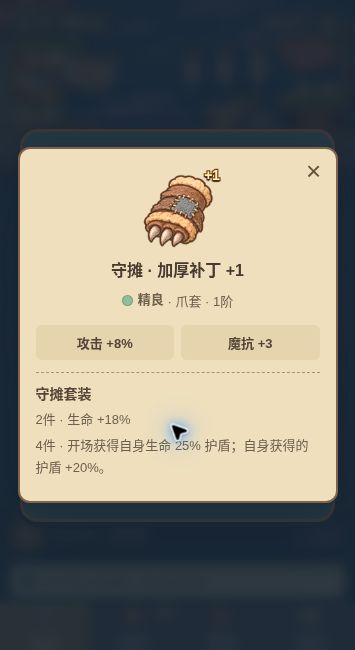 +1
守摊 · 加厚补丁 +1
精良 · 爪套 · 1阶
攻击 +8%
魔抗 +3
守摊套装
2件 · 生命 +18%
4件 · 开场获得自身生命 25% 护盾；自身获得的
护盾 +20%。